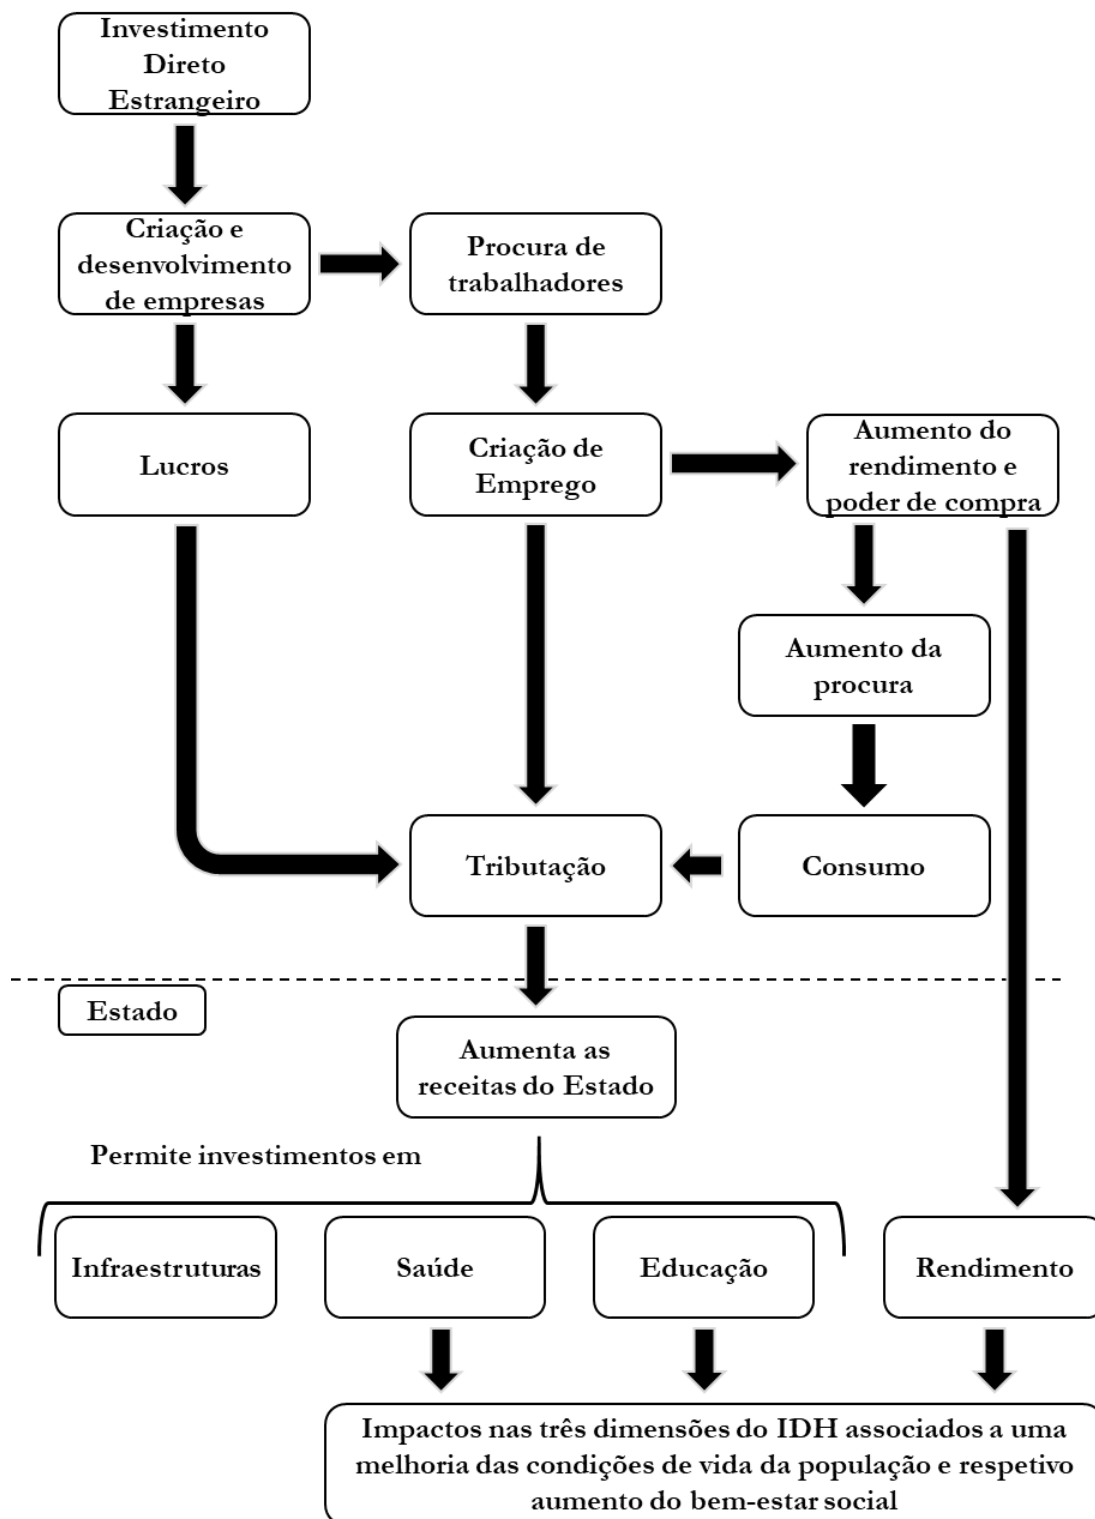 Investimento
Direto
Estrangeiro
Criação e
desenvolvimento
de empresas
Procura de
trabalhadores
Lucros
Criação de
Emprego
Aumento do
rendimento e
poder de compra
Aumento da
procura
Tributação
Consumo
Estado
Aumenta as
receitas do Estado
Permite investimentos em
Infraestruturas
Saúde
Educação
Rendimento
Impactos nas três dimensões do IDH associados a uma
melhoria das condições de vida da população e respetivo
aumento do bem-estar social